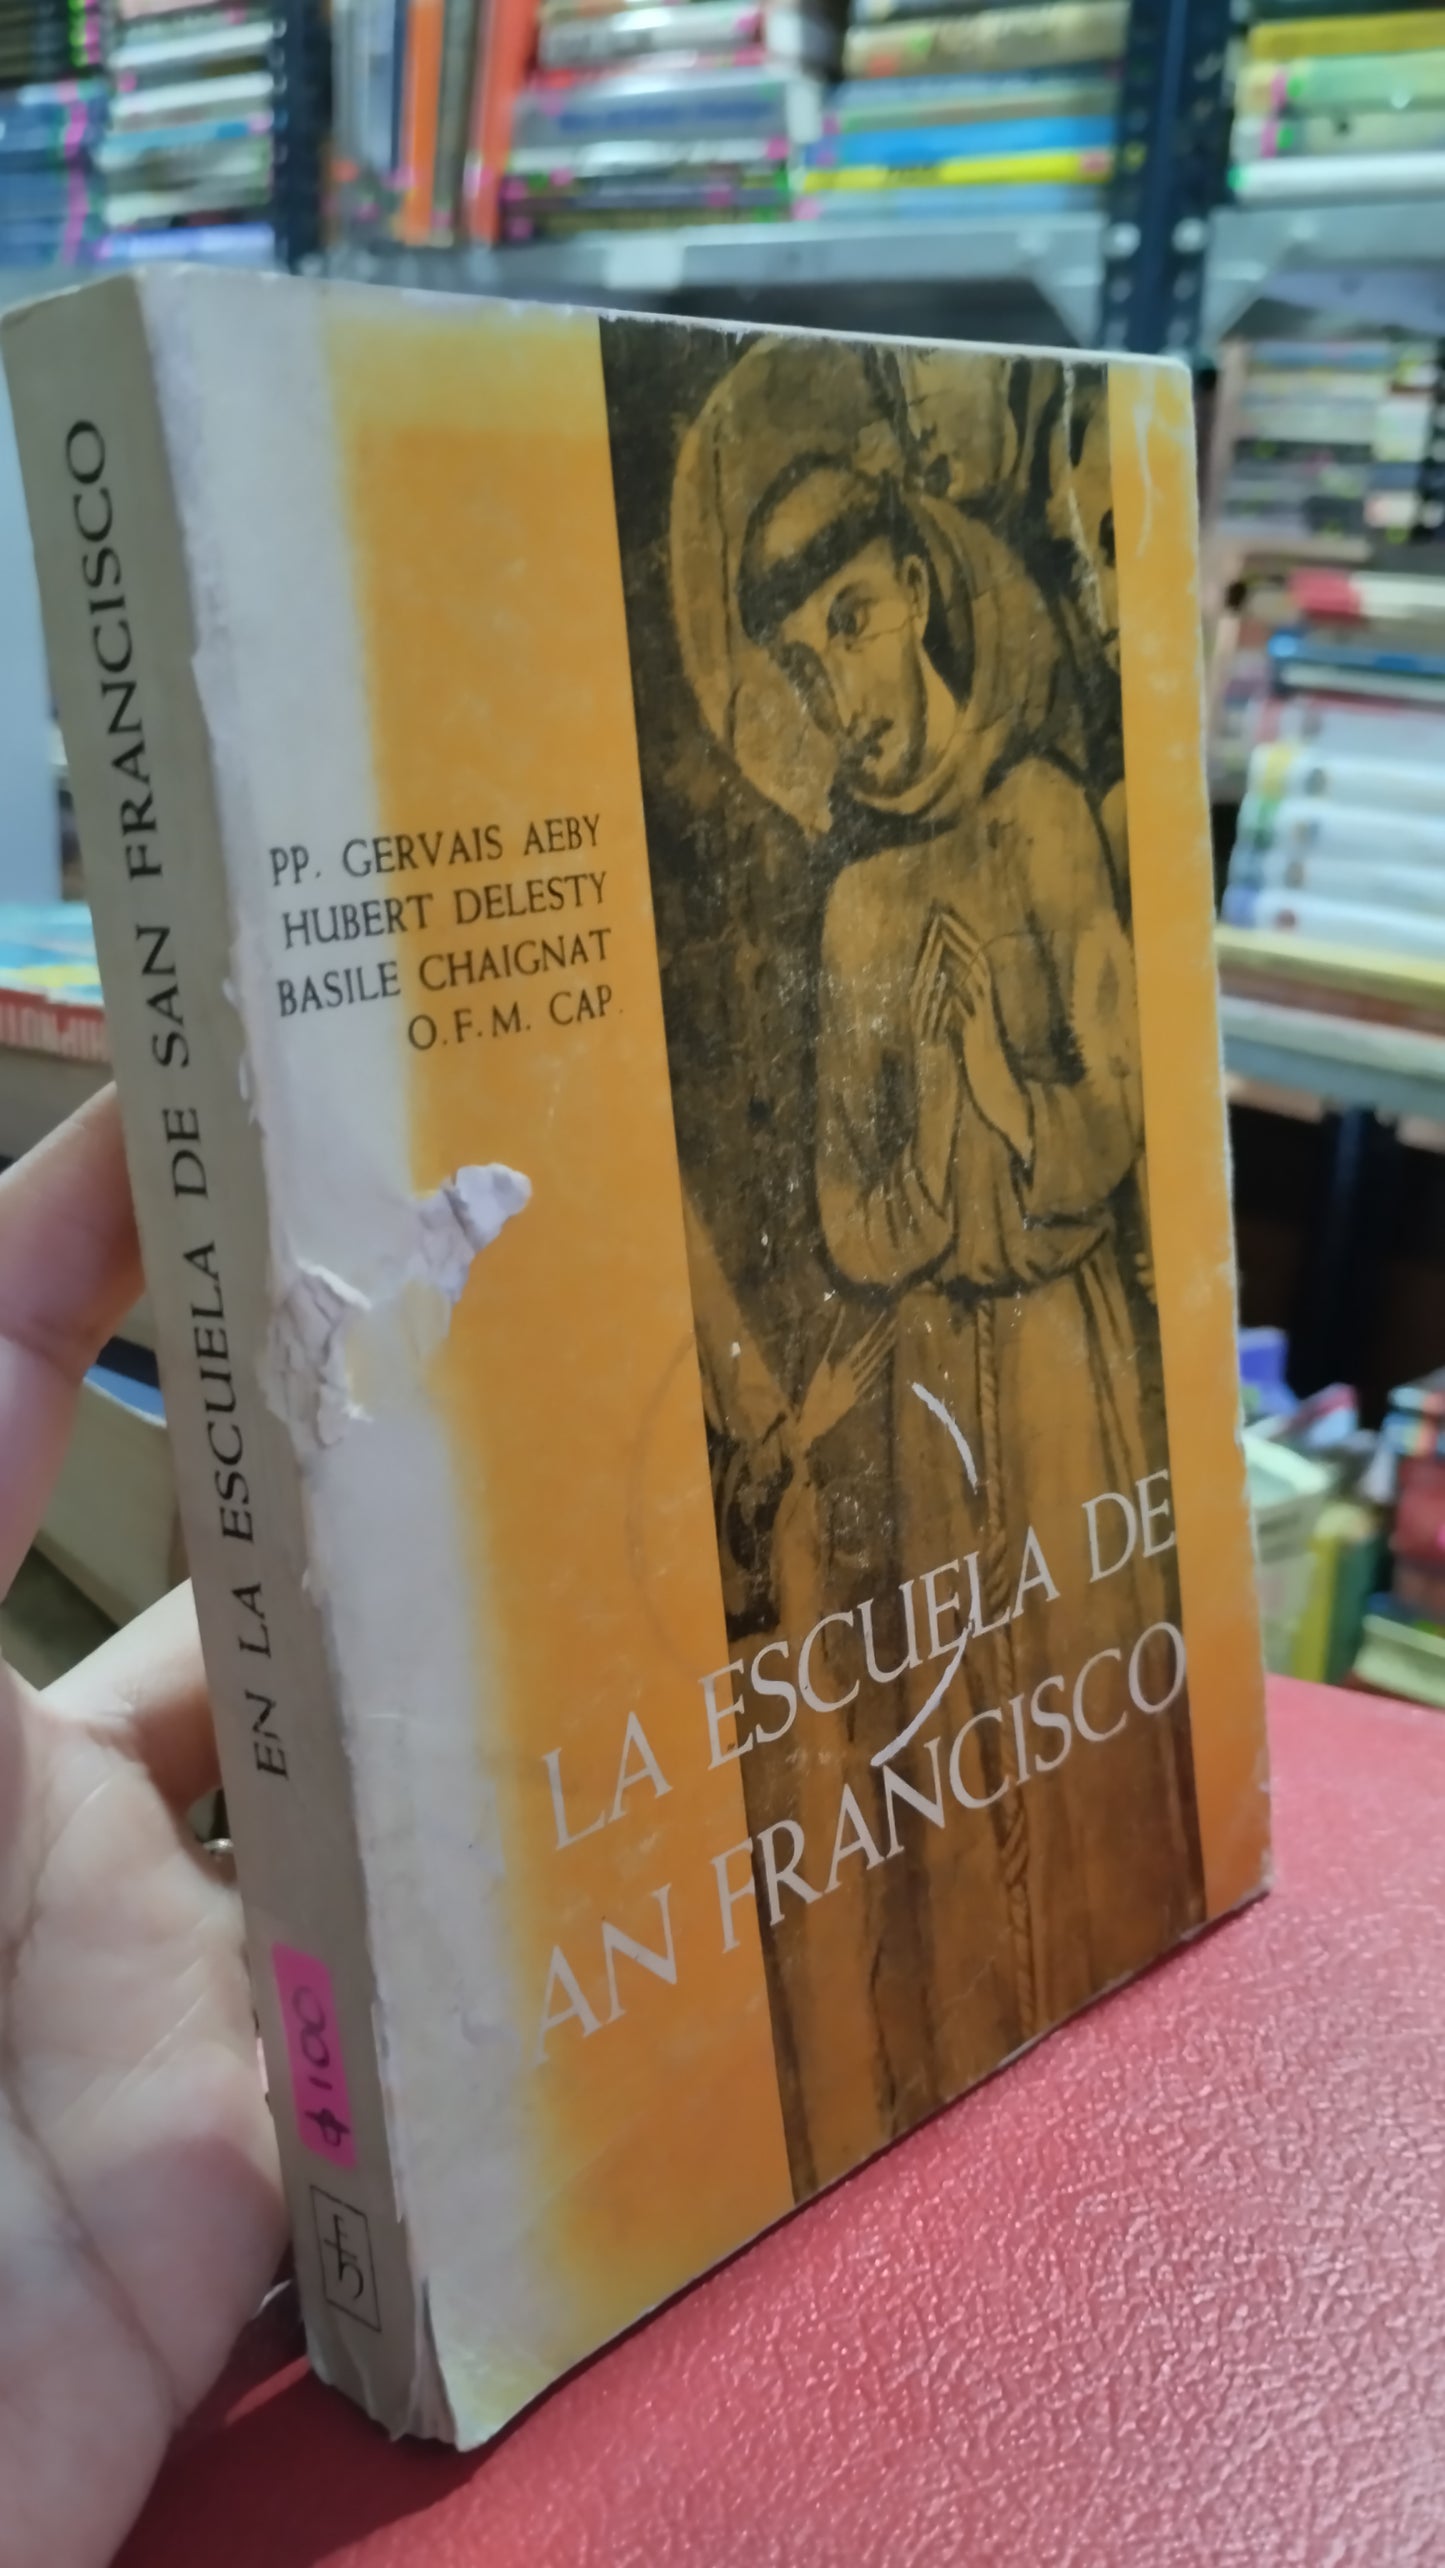 EN LA ESCUELA DE SAN FRANCISCO
$100
PP. GERVAIS AEBY
HUBERT DELESTY
BASILE CHAIGNAT
O.F.M. CAP.
LA ESCUELA DE
AN FRANCISCO